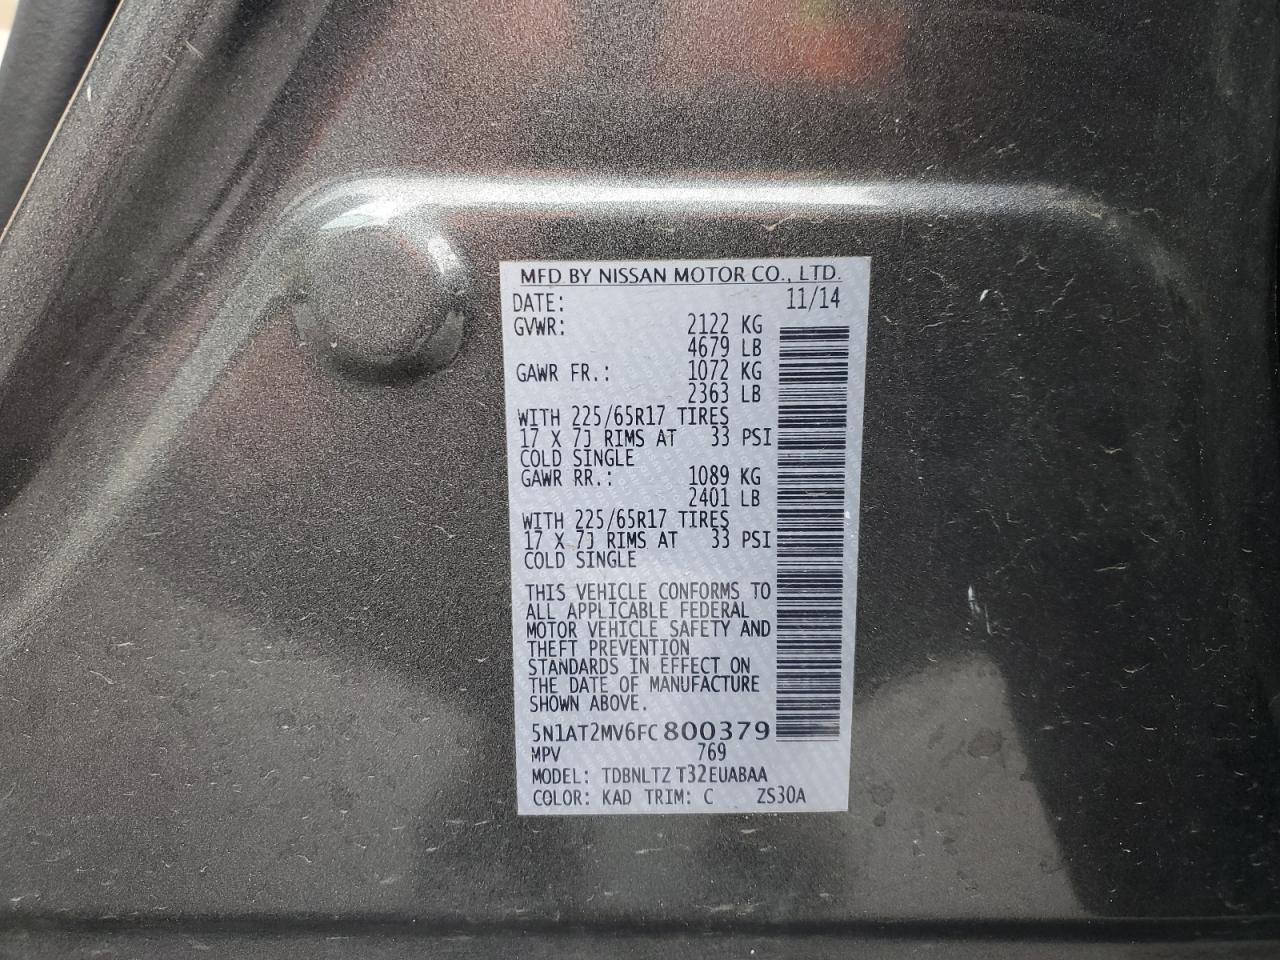 MFD BY NISSAN MOTOR CO., LTD.
DATE: 11/14
GVWR: 2122 KG
4679 LB
GAWR FR.: 1072 KG
2363 LB
WITH 225/65R17 TIRES
17 X 7J RIMS AT 33 PSI
COLD SINGLE
GAWR RR.: 1089 KG
2401 LB
WITH 225/65R17 TIRES
17 X 7J RIMS AT 33 PSI
COLD SINGLE
THIS VEHICLE CONFORMS TO
ALL APPLICABLE FEDERAL
MOTOR VEHICLE SAFETY AND
THEFT PREVENTION
STANDARDS IN EFFECT ON
THE DATE OF MANUFACTURE
SHOWN ABOVE.
5N1AT2MV6FC800379
MPV 769
MODEL: TDBNLTZ T32EUABAA
COLOR: KAD TRIM: C ZS30A